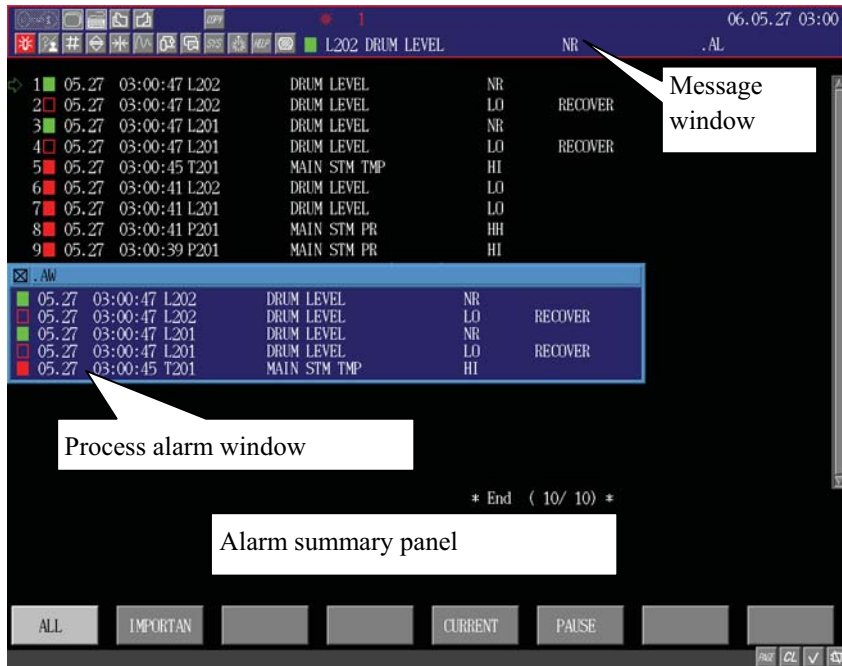 COPY 1 06.05.27 03:00
SYS HELP L202 DRUM LEVEL NR .AL
Message
window
1 05.27 03:00:47 L202 DRUM LEVEL NR
2 05.27 03:00:47 L202 DRUM LEVEL LO RECOVER
3 05.27 03:00:47 L201 DRUM LEVEL NR
4 05.27 03:00:47 L201 DRUM LEVEL LO RECOVER
5 05.27 03:00:45 T201 MAIN STM TMP HI
6 05.27 03:00:41 L202 DRUM LEVEL LO
7 05.27 03:00:41 L201 DRUM LEVEL LO
8 05.27 03:00:41 P201 MAIN STM PR HH
9 05.27 03:00:39 P201 MAIN STM PR HI
.AW
05.27 03:00:47 L202 DRUM LEVEL NR
05.27 03:00:47 L202 DRUM LEVEL LO RECOVER
05.27 03:00:47 L201 DRUM LEVEL NR
05.27 03:00:47 L201 DRUM LEVEL LO RECOVER
05.27 03:00:45 T201 MAIN STM TMP HI
Process alarm window
* End ( 10/ 10) *
Alarm summary panel
ALL IMPORTAN CURRENT PAUSE
PAGE CL